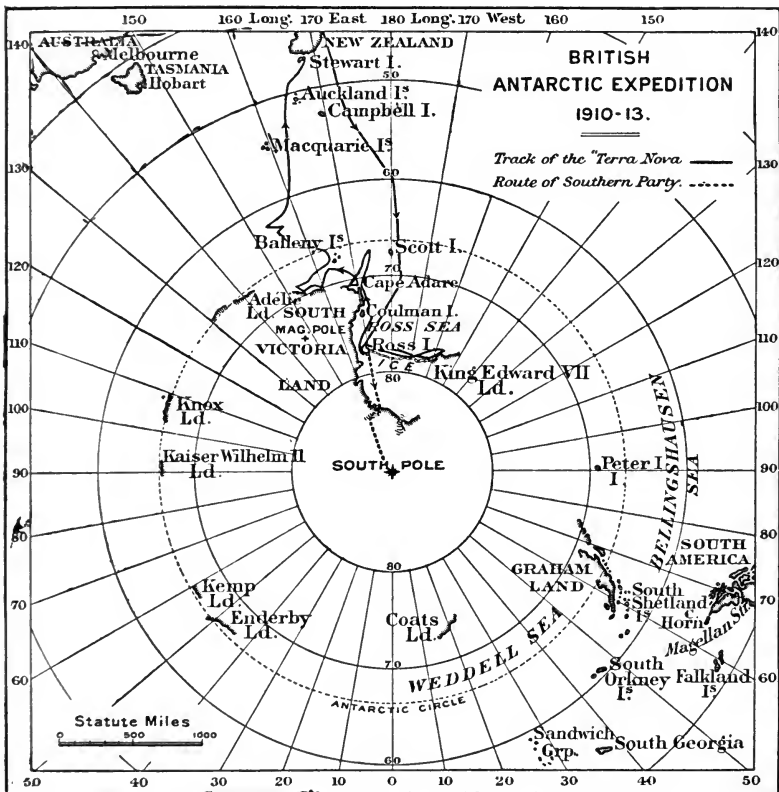 150 160 Long. 170 East 180 Long. 170 West 160 150
140 140
AUSTRALIA
Melbourne
TASMANIA
Hobart
NEW ZEALAND
Stewart I.
50
Auckland Is.
Campbell I.
Macquarie Is
BRITISH
ANTARCTIC EXPEDITION
1910-13.
Track of the "Terra Nova
Route of Southern Party.
130 130
60
Balleny Is
Scott I.
70
120 120
Cape Adare
Adélie
Ld.
SOUTH
MAG. POLE
VICTORIA
LAND
Coulman I.
ROSS SEA
Ross I.
ICE
80
King Edward VII
Ld.
110 110
100 100
Knox
Ld.
Kaiser Wilhelm II
Ld.
SOUTH POLE
Peter I
I.
BELLINGSHAUSEN
SEA
90 90
80 80
SOUTH
AMERICA
GRAHAM
LAND
South
Shetland
Is
C.
Horn
Magellan Str.
Kemp
Ld.
Enderby
Ld.
80
Coats
Ld.
70 70
70
WEDDELL SEA
ANTARCTIC CIRCLE
South
Orkney
Is.
Falkland
Is.
60 60
Statute Miles
0 500 1000
Sandwich
Grp.
South Georgia
60
50 40 30 20 10 0 10 20 30 40 50